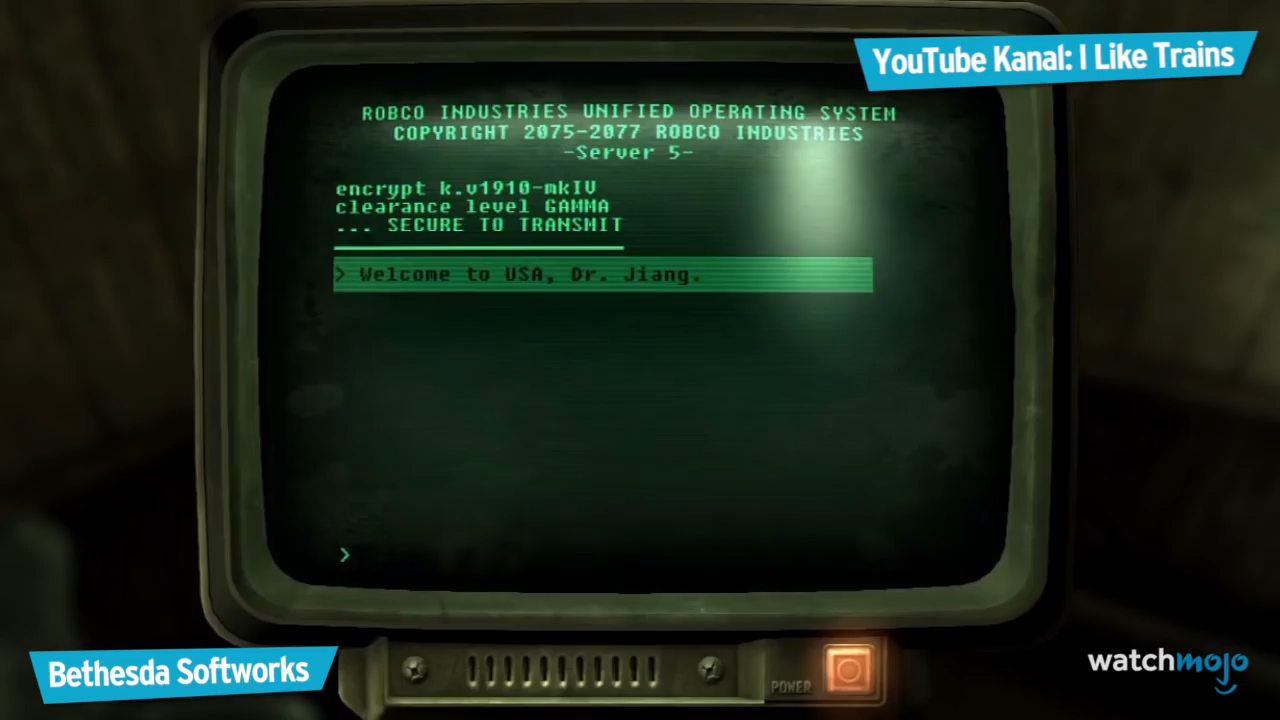 YouTube Kanal: I Like Trains
ROBCO INDUSTRIES UNIFIED OPERATING SYSTEM
COPYRIGHT 2075-2077 ROBCO INDUSTRIES
-Server 5-
encrypt k.v1910-mkIV
clearance level GAMMA
... SECURE TO TRANSMIT
> Welcome to USA, Dr. Jiang.
>
POWER
Bethesda Softworks
watchmojo